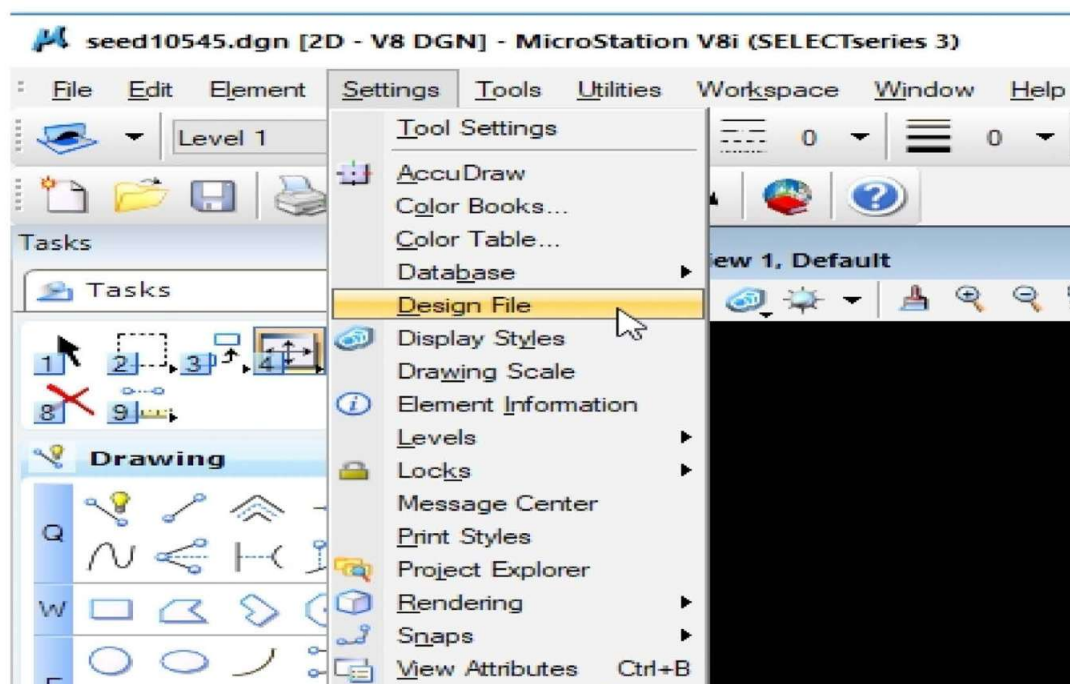 seed10545.dgn [2D - V8 DGN] - MicroStation V8i (SELECTseries 3)
File Edit Element Settings Tools Utilities Workspace Window Help
Level 1 0 0
Tool Settings
AccuDraw
Color Books...
Color Table...
Database
Design File
Display Styles
Drawing Scale
Element Information
Levels
Locks
Message Center
Print Styles
Project Explorer
Rendering
Snaps
View Attributes Ctrl+B
Tasks
Tasks
1 2 3 4
8 9
Drawing
Q
W
iew 1, Default